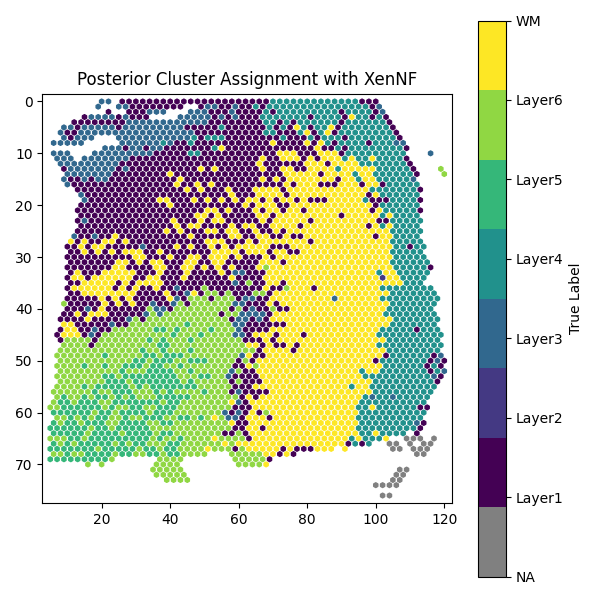 Posterior Cluster Assignment with XenNF
0
10
20
30
40
50
60
70
20
40
60
80
100
120
WM
Layer6
Layer5
Layer4
Layer3
Layer2
Layer1
NA
True Label